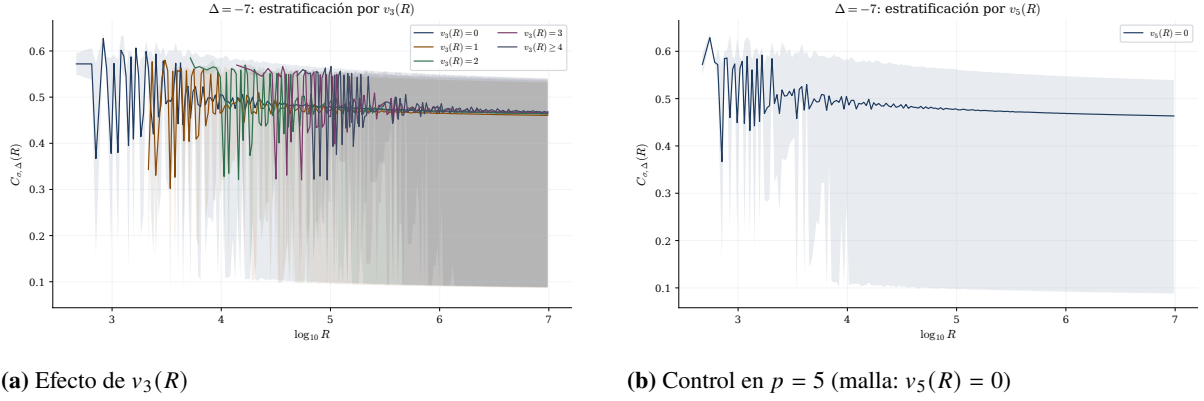 Δ = −7: estratificación por v₃(R)
v₃(R) = 0
v₃(R) = 1
v₃(R) = 2
v₃(R) = 3
v₃(R) ≥ 4
0.6
0.5
0.4
0.3
0.2
0.1
C_{σ,Δ}(R)
3 4 5 6 7
log₁₀ R
(a) Efecto de v₃(R)
Δ = −7: estratificación por v₅(R)
v₅(R) = 0
0.6
0.5
0.4
0.3
0.2
0.1
C_{σ,Δ}(R)
3 4 5 6 7
log₁₀ R
(b) Control en p = 5 (malla: v₅(R) = 0)